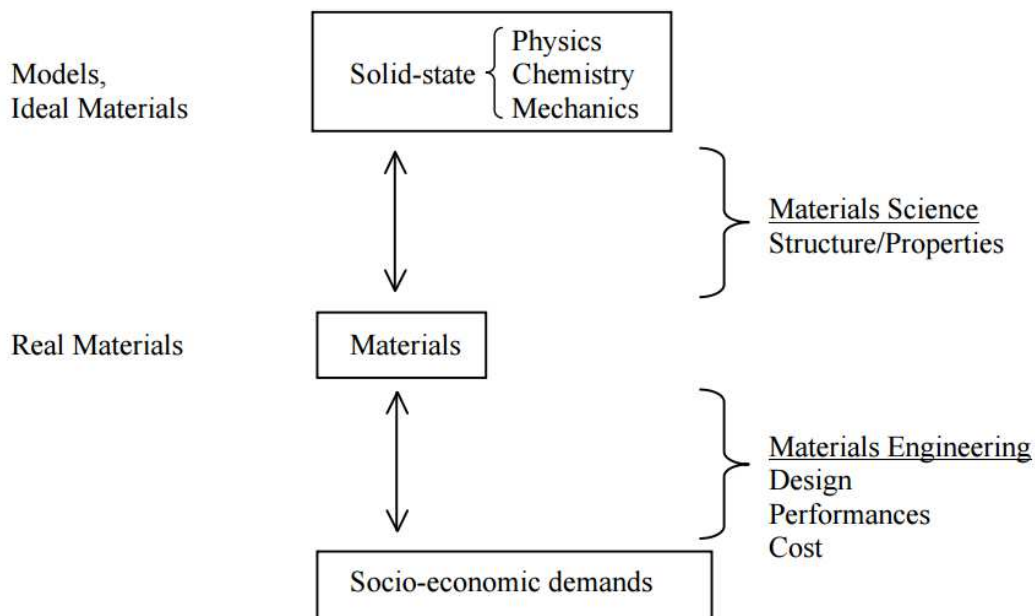 Models,
Ideal Materials
Solid-state
Physics
Chemistry
Mechanics
Materials Science
Structure/Properties
Real Materials
Materials
Materials Engineering
Design
Performances
Cost
Socio-economic demands